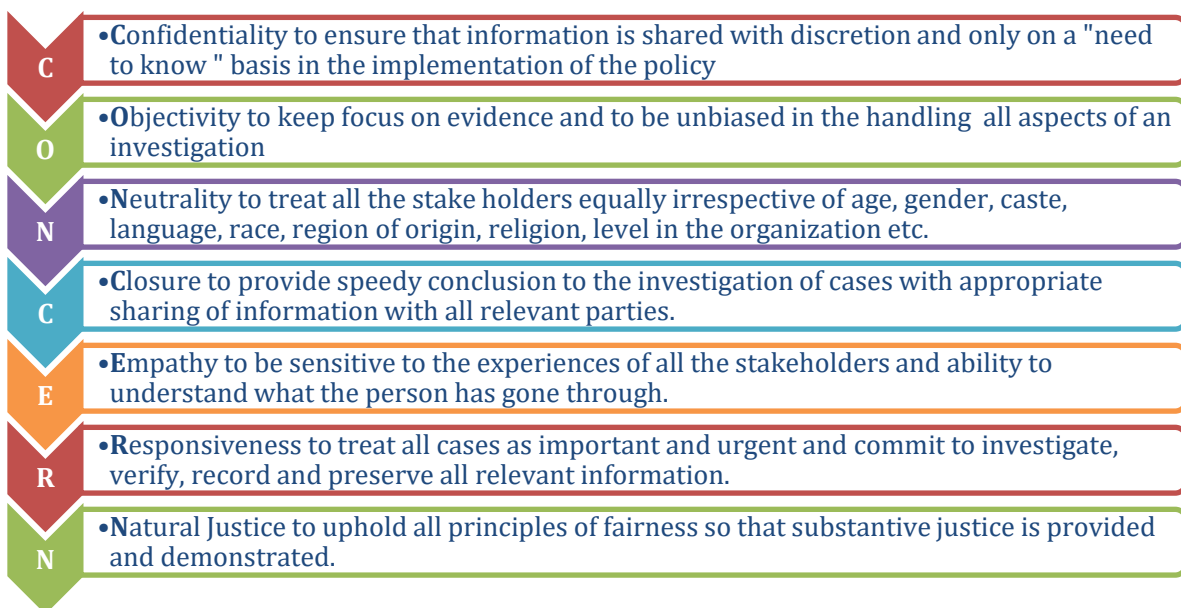 C
•Confidentiality to ensure that information is shared with discretion and only on a "need
to know " basis in the implementation of the policy
O
•Objectivity to keep focus on evidence and to be unbiased in the handling all aspects of an
investigation
N
•Neutrality to treat all the stake holders equally irrespective of age, gender, caste,
language, race, region of origin, religion, level in the organization etc.
C
•Closure to provide speedy conclusion to the investigation of cases with appropriate
sharing of information with all relevant parties.
E
•Empathy to be sensitive to the experiences of all the stakeholders and ability to
understand what the person has gone through.
R
•Responsiveness to treat all cases as important and urgent and commit to investigate,
verify, record and preserve all relevant information.
N
•Natural Justice to uphold all principles of fairness so that substantive justice is provided
and demonstrated.